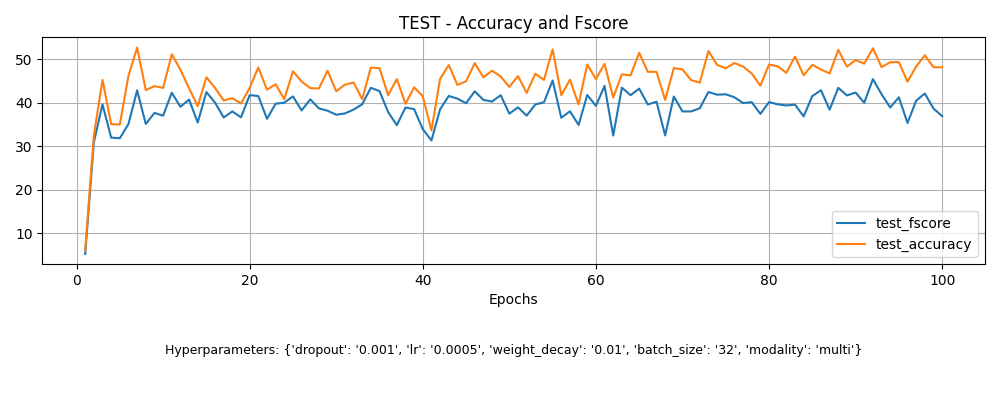 TEST - Accuracy and Fscore
50
40
30
20
10
test_fscore
test_accuracy
0 20 40 60 80 100
Epochs
Hyperparameters: {'dropout': '0.001', 'lr': '0.0005', 'weight_decay': '0.01', 'batch_size': '32', 'modality': 'multi'}